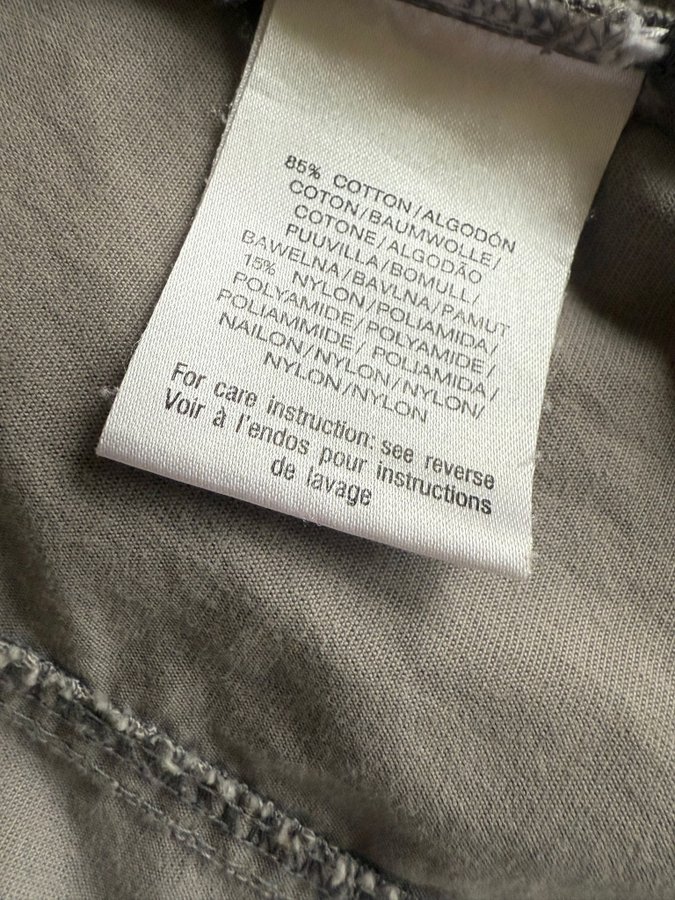 85% COTTON/ALGODÓN
COTON/BAUMWOLLE/
COTONE/ALGODÃO
PUUVILLA/BOMULL/
BAWELNA/BAVLNA/PAMUT
15% NYLON/POLIAMIDA/
POLYAMIDE/POLYAMIDE/
POLIAMMIDE/POLIAMIDA/
NAILON/NYLON/NYLON/
NYLON/NYLON
For care instruction: see reverse
Voir à l'endos pour instructions
de lavage